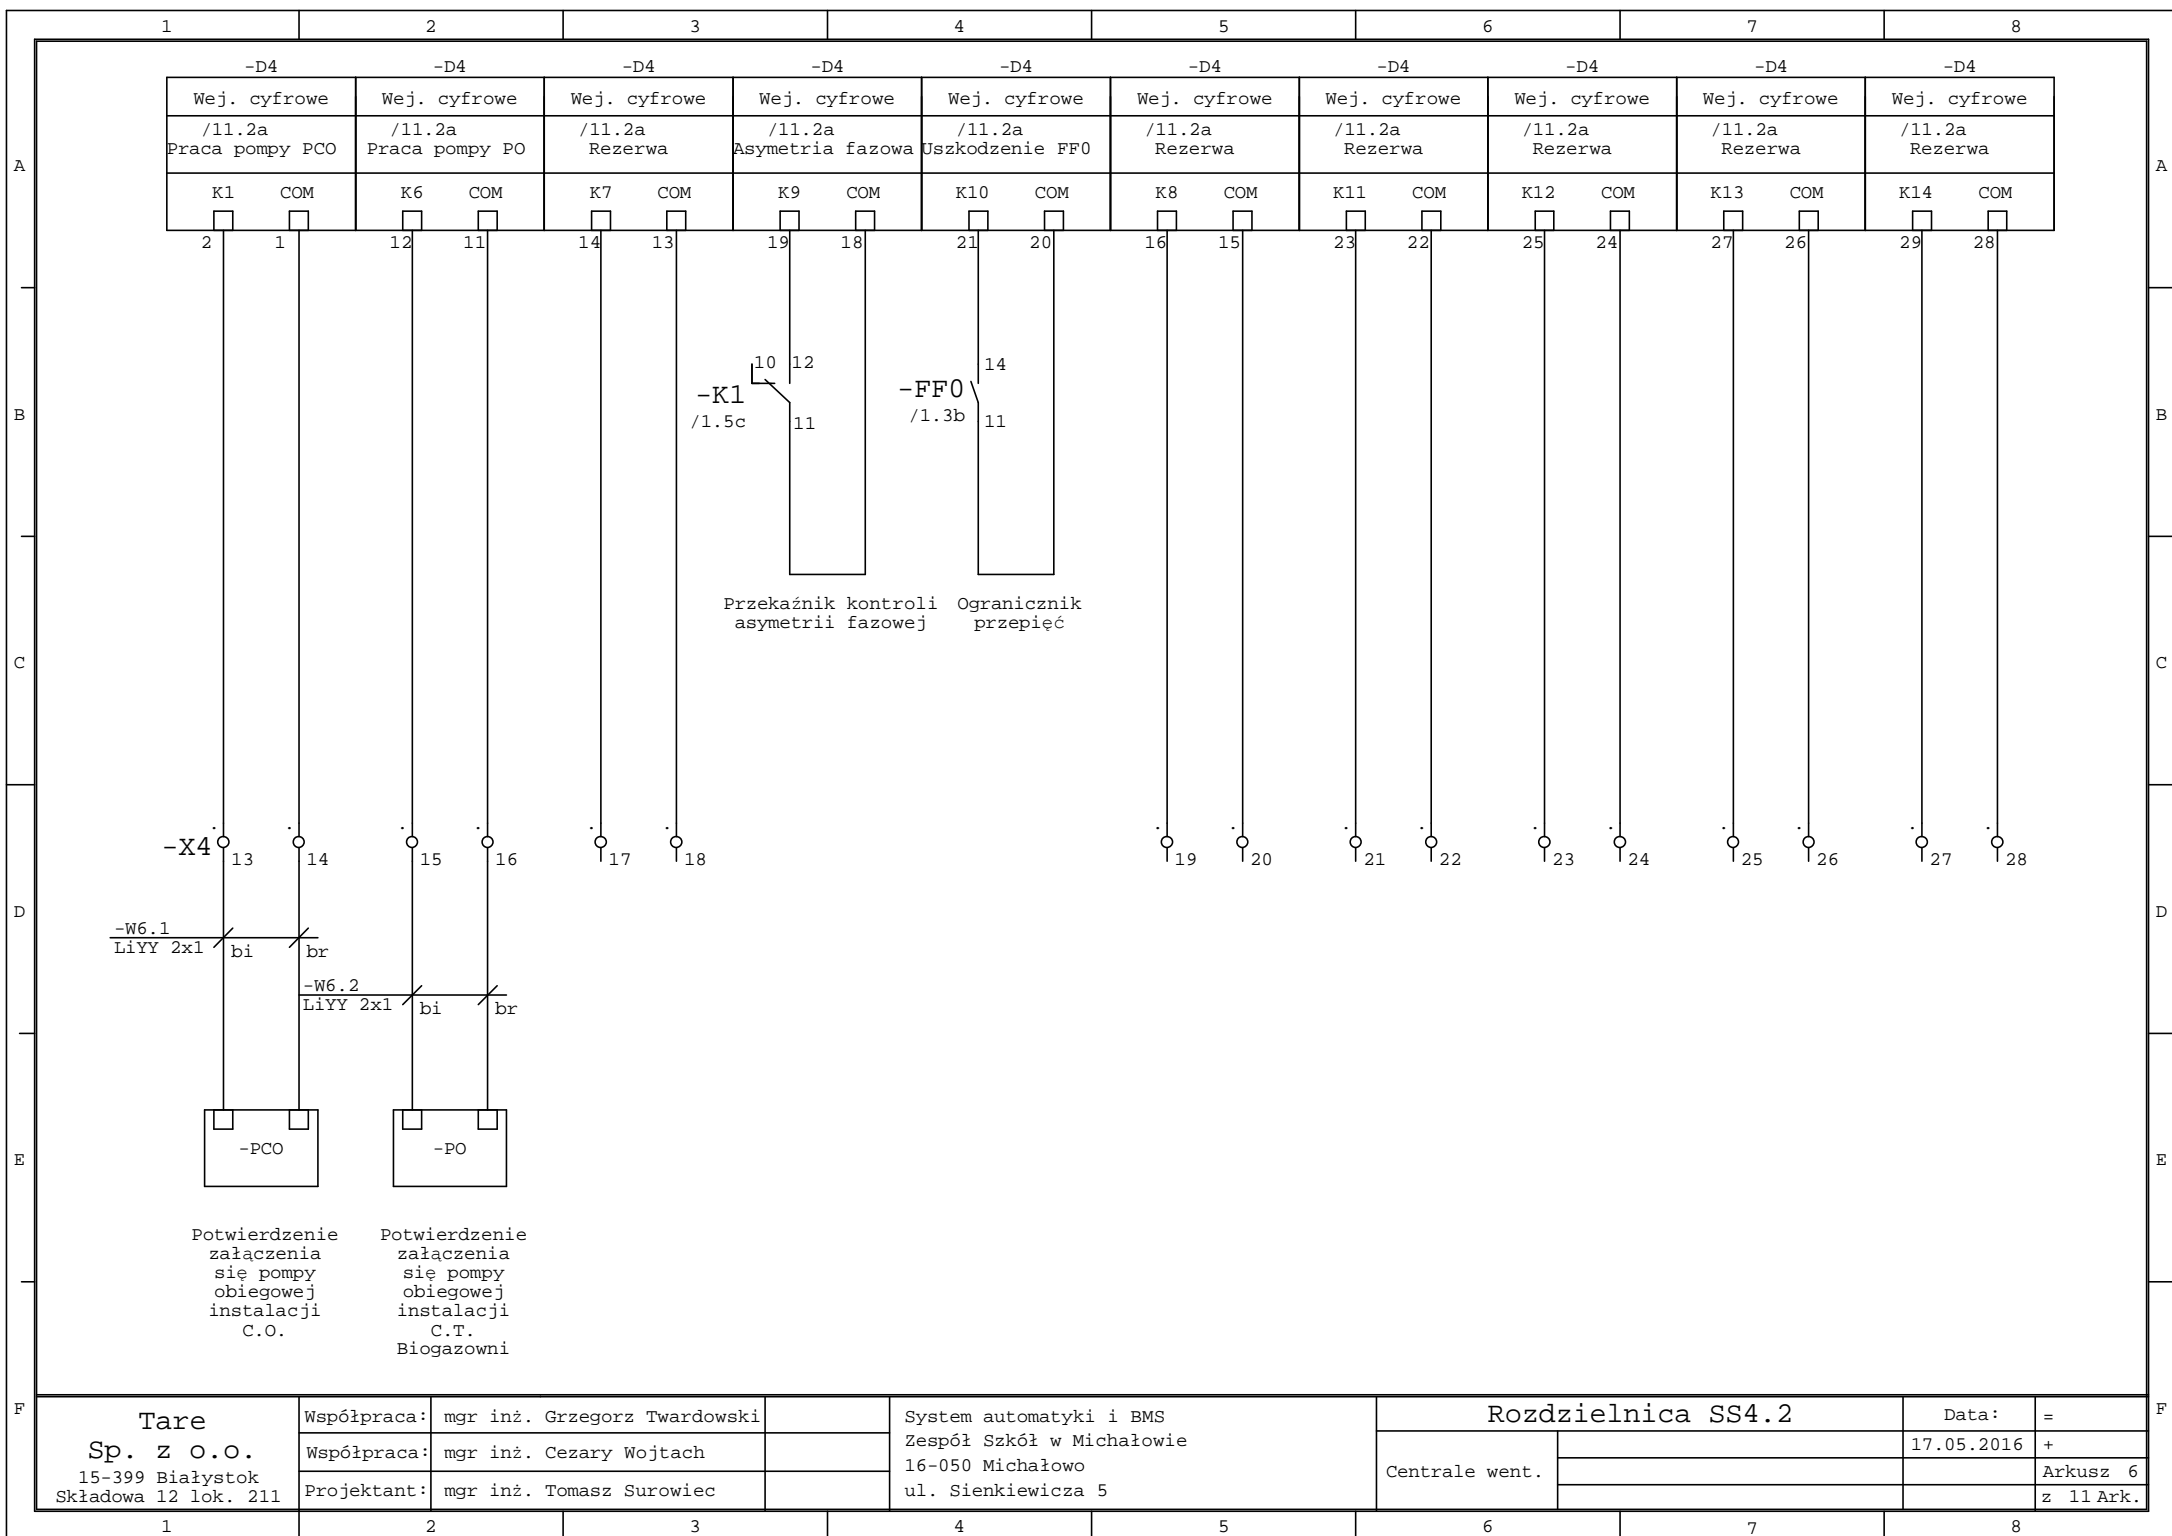 1 2 3 4 5 6 7 8
-D4 -D4 -D4 -D4 -D4 -D4 -D4 -D4 -D4 -D4
Wej. cyfrowe Wej. cyfrowe Wej. cyfrowe Wej. cyfrowe Wej. cyfrowe Wej. cyfrowe Wej. cyfrowe Wej. cyfrowe Wej. cyfrowe Wej. cyfrowe
/11.2a /11.2a /11.2a /11.2a /11.2a /11.2a /11.2a /11.2a /11.2a /11.2a
Praca pompy PCO Praca pompy PO Rezerwa Asymetria fazowa Uszkodzenie FF0 Rezerwa Rezerwa Rezerwa Rezerwa Rezerwa
A A
K1 COM K6 COM K7 COM K9 COM K10 COM K8 COM K11 COM K12 COM K13 COM K14 COM
2 1 12 11 14 13 19 18 21 20 16 15 23 22 25 24 27 26 29 28
10 12 14
-K1 -FF0
/1.5c 11 /1.3b 11
B B
Przekaźnik kontroli
asymetrii fazowej
Ogranicznik
przepięć
C C
-X4 13 14 15 16 17 18 19 20 21 22 23 24 25 26 27 28
D D
-W6.1
LiYY 2x1 bi br
-W6.2
LiYY 2x1 bi br
-PCO -PO
E E
Potwierdzenie
załączenia
się pompy
obiegowej
instalacji
C.O.
Potwierdzenie
załączenia
się pompy
obiegowej
instalacji
C.T.
Biogazowni
F F
Tare
Sp. z o.o.
15-399 Białystok
Składowa 12 lok. 211
Współpraca: mgr inż. Grzegorz Twardowski
Współpraca: mgr inż. Cezary Wojtach
Projektant: mgr inż. Tomasz Surowiec
System automatyki i BMS
Zespół Szkół w Michałowie
16-050 Michałowo
ul. Sienkiewicza 5
Rozdzielnica SS4.2
Centrale went.
Data: =
17.05.2016 +
Arkusz 6
z 11 Ark.
1 2 3 4 5 6 7 8